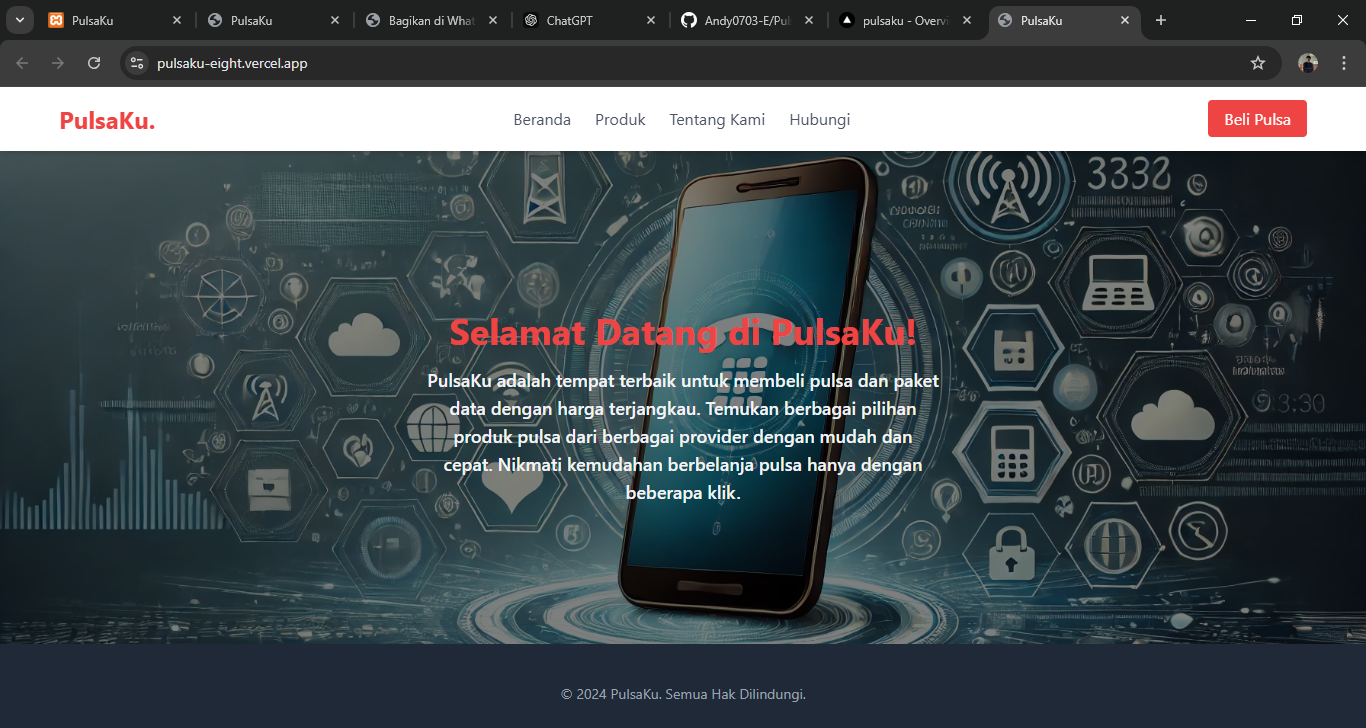 PulsaKu
PulsaKu
Bagikan di What
ChatGPT
Andy0703-E/Pul
pulsaku - Overvi
PulsaKu
pulsaku-eight.vercel.app
PulsaKu.
Beranda
Produk
Tentang Kami
Hubungi
Beli Pulsa
3332
Selamat Datang di PulsaKu!
PulsaKu adalah tempat terbaik untuk membeli pulsa dan paket
data dengan harga terjangkau. Temukan berbagai pilihan
produk pulsa dari berbagai provider dengan mudah dan
cepat. Nikmati kemudahan berbelanja pulsa hanya dengan
beberapa klik.
© 2024 PulsaKu. Semua Hak Dilindungi.